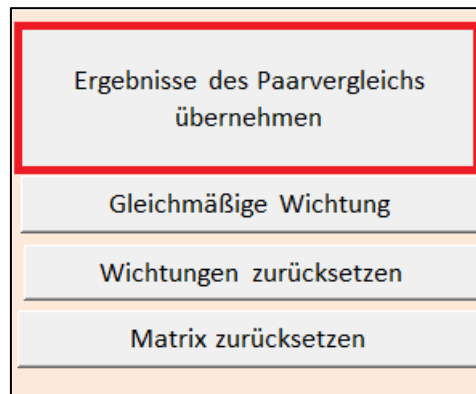 Ergebnisse des Paarvergleichs
übernehmen
Gleichmäßige Wichtung
Wichtungen zurücksetzen
Matrix zurücksetzen